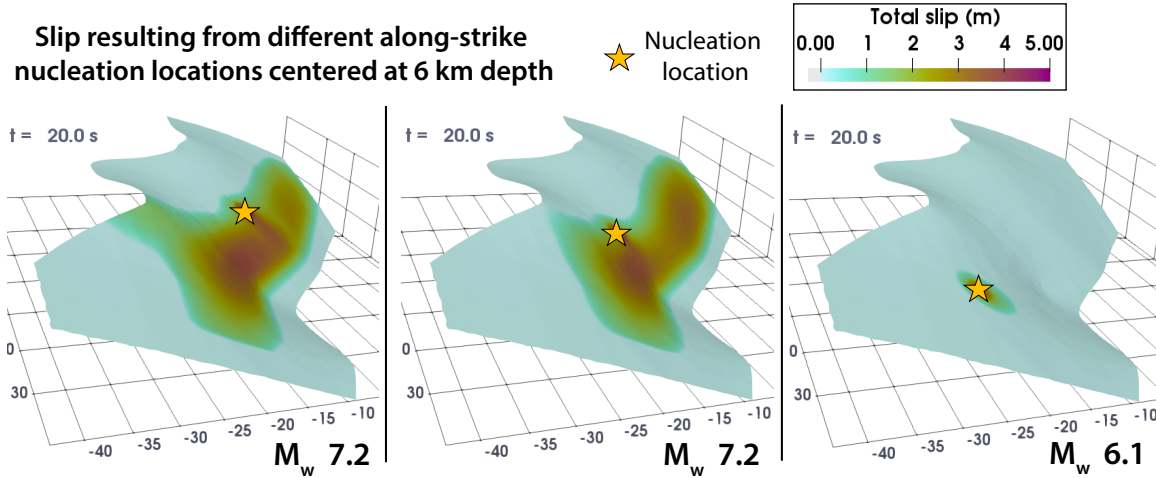 Slip resulting from different along-strike
nucleation locations centered at 6 km depth
Nucleation
location
Total slip (m)
0.00 1 2 3 4 5.00
t = 20.0 s
0
30
-40 -35 -30 -25 -20 -15 -10
Mw 7.2
t = 20.0 s
0
30
-40 -35 -30 -25 -20 -15 -10
Mw 7.2
t = 20.0 s
0
30
-40 -35 -30 -25 -20 -15 -10
Mw 6.1